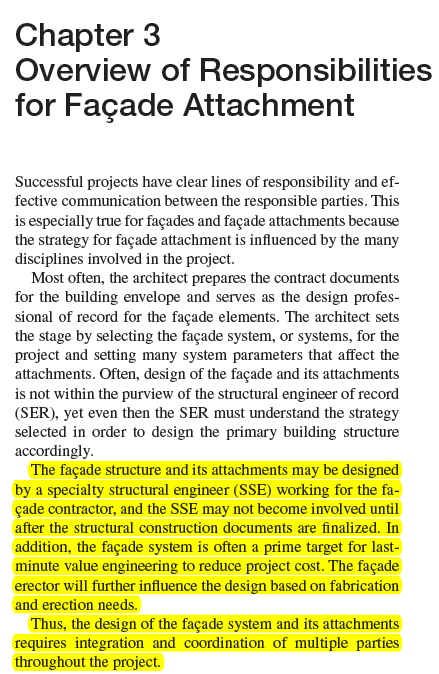 Chapter 3
Overview of Responsibilities
for Façade Attachment
Successful projects have clear lines of responsibility and ef-
fective communication between the responsible parties. This
is especially true for façades and façade attachments because
the strategy for façade attachment is influenced by the many
disciplines involved in the project.
Most often, the architect prepares the contract documents
for the building envelope and serves as the design profes-
sional of record for the façade elements. The architect sets
the stage by selecting the façade system, or systems, for the
project and setting many system parameters that affect the
attachments. Often, design of the façade and its attachments
is not within the purview of the structural engineer of record
(SER), yet even then the SER must understand the strategy
selected in order to design the primary building structure
accordingly.
The façade structure and its attachments may be designed
by a specialty structural engineer (SSE) working for the fa-
çade contractor, and the SSE may not become involved until
after the structural construction documents are finalized. In
addition, the façade system is often a prime target for last-
minute value engineering to reduce project cost. The façade
erector will further influence the design based on fabrication
and erection needs.
Thus, the design of the façade system and its attachments
requires integration and coordination of multiple parties
throughout the project.